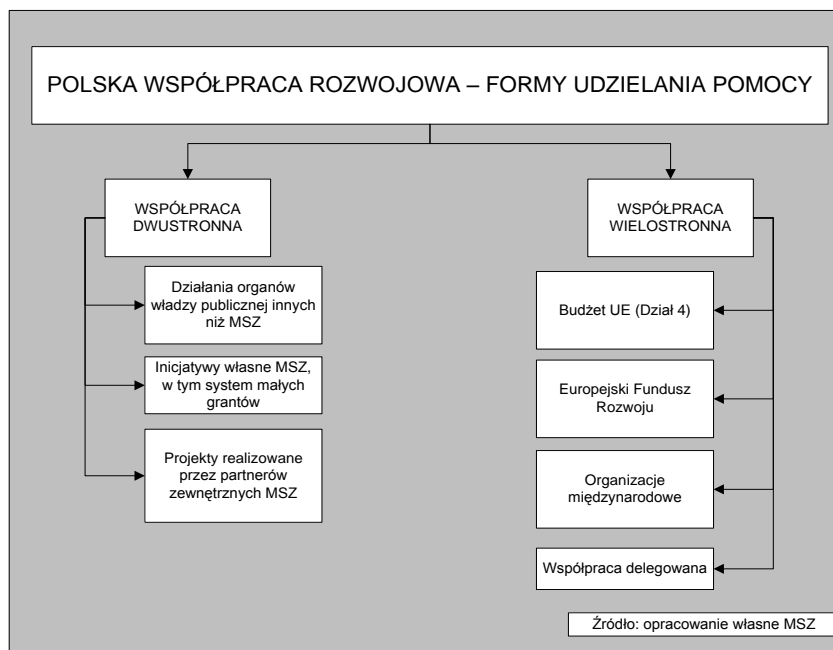 POLSKA WSPÓŁPRACA ROZWOJOWA – FORMY UDZIELANIA POMOCY
WSPÓŁPRACA
DWUSTRONNA
Działania organów
władzy publicznej innych
niż MSZ
Inicjatywy własne MSZ,
w tym system małych
grantów
Projekty realizowane
przez partnerów
zewnętrznych MSZ
WSPÓŁPRACA
WIELOSTRONNA
Budżet UE (Dział 4)
Europejski Fundusz
Rozwoju
Organizacje
międzynarodowe
Współpraca delegowana
Źródło: opracowanie własne MSZ